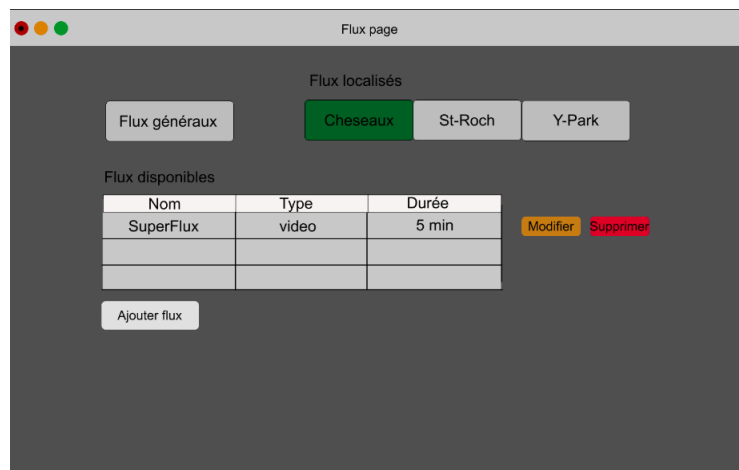 Flux page
Flux localisés
Flux généraux
Cheseaux St-Roch Y-Park
Flux disponibles
Nom Type Durée
SuperFlux video 5 min Modifier Supprimer
Ajouter flux